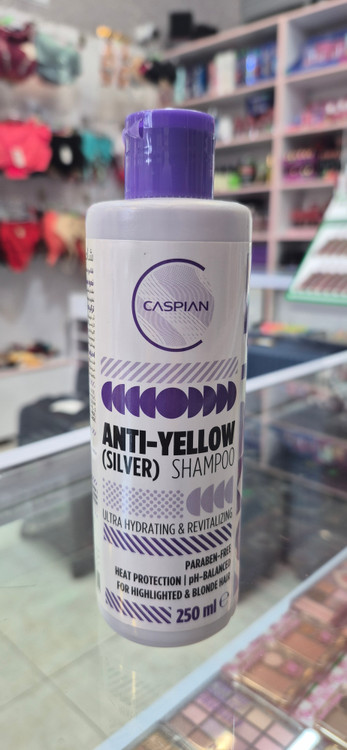 CASPIAN
ANTI-YELLOW
(SILVER) SHAMPOO
ULTRA HYDRATING & REVITALIZING
PARABEN-FREE
HEAT PROTECTION | pH-BALANCED
FOR HIGHLIGHTED & BLONDE HAIR
250 ml ℮